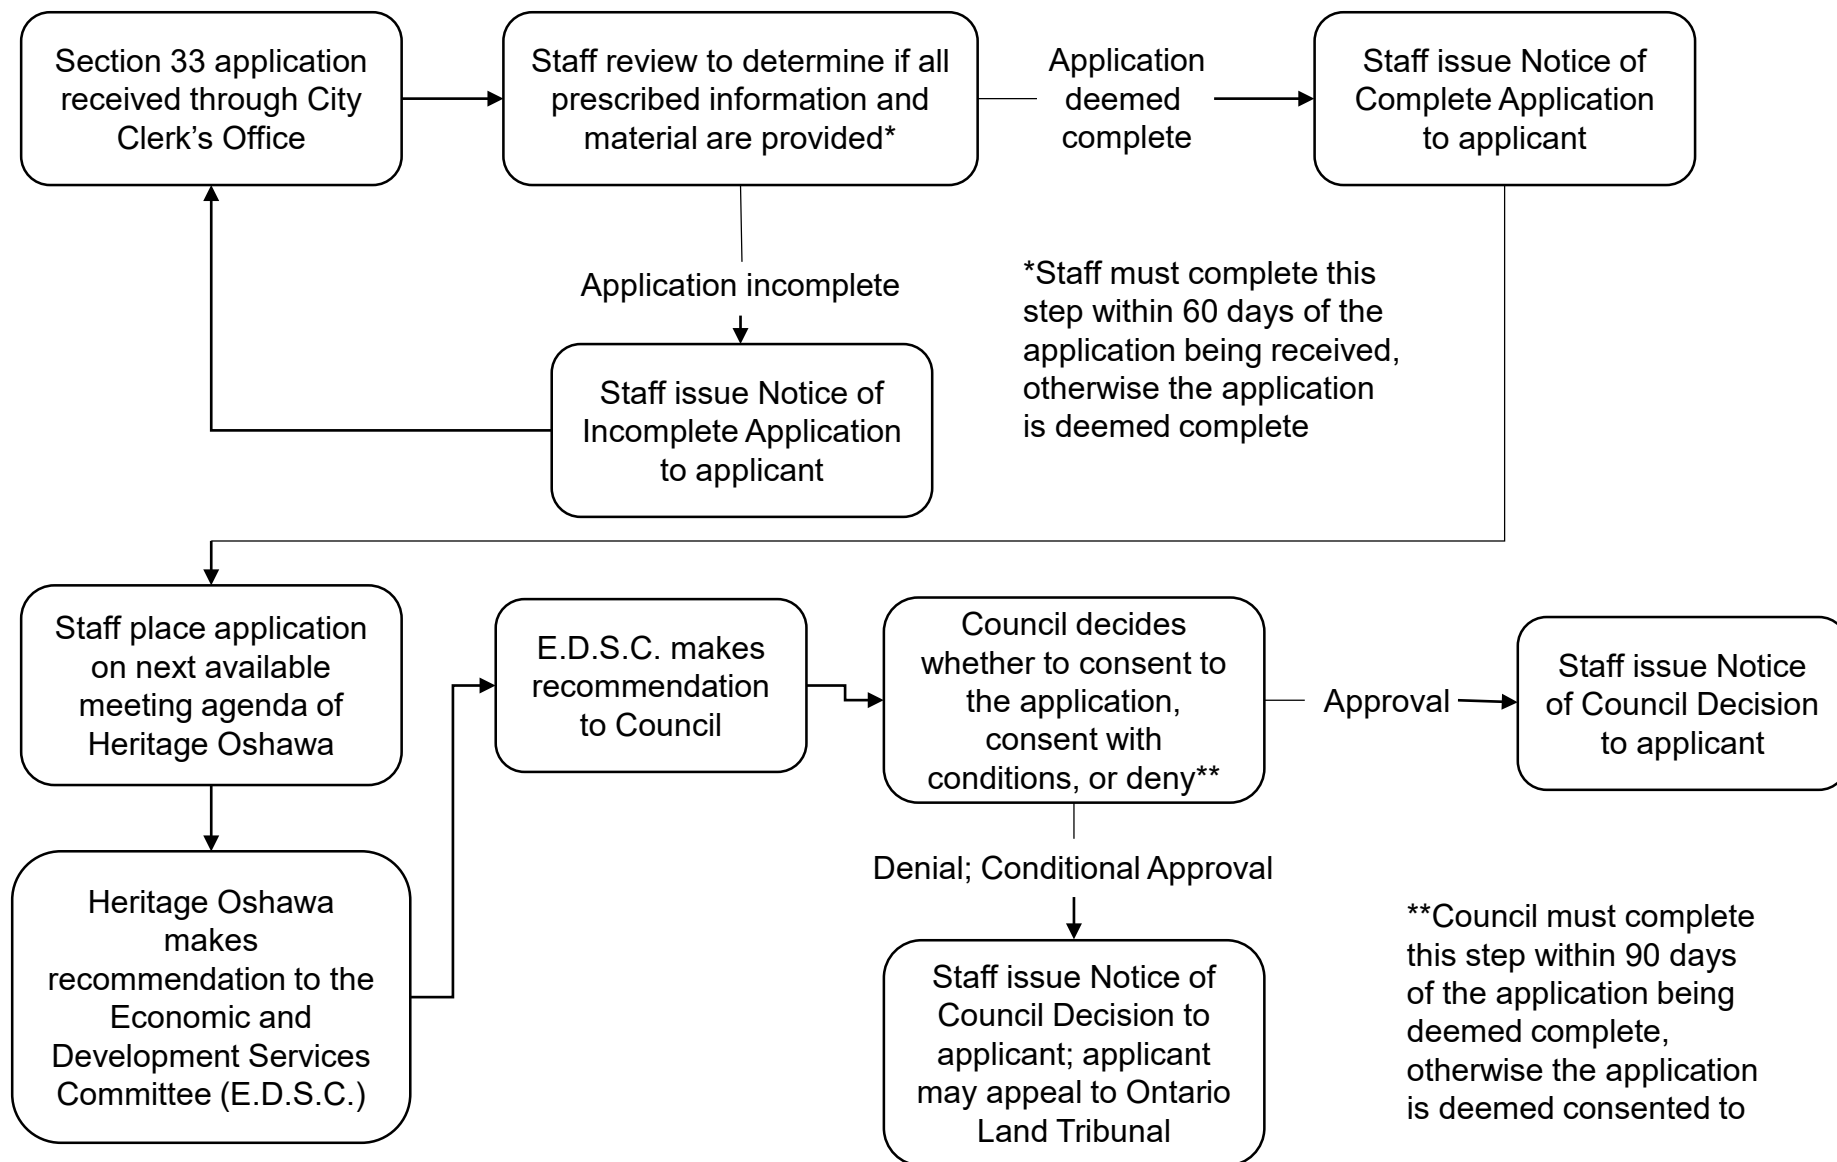 Section 33 application
received through City
Clerk’s Office
Staff review to determine if all
prescribed information and
material are provided*
Application
deemed
complete
Staff issue Notice of
Complete Application
to applicant
Application incomplete
*Staff must complete this
step within 60 days of the
application being received,
otherwise the application
is deemed complete
Staff issue Notice of
Incomplete Application
to applicant
Staff place application
on next available
meeting agenda of
Heritage Oshawa
Heritage Oshawa
makes
recommendation to the
Economic and
Development Services
Committee (E.D.S.C.)
E.D.S.C. makes
recommendation
to Council
Council decides
whether to consent to
the application,
consent with
conditions, or deny**
Approval
Staff issue Notice
of Council Decision
to applicant
Denial; Conditional Approval
Staff issue Notice of
Council Decision to
applicant; applicant
may appeal to Ontario
Land Tribunal
**Council must complete
this step within 90 days
of the application being
deemed complete,
otherwise the application
is deemed consented to